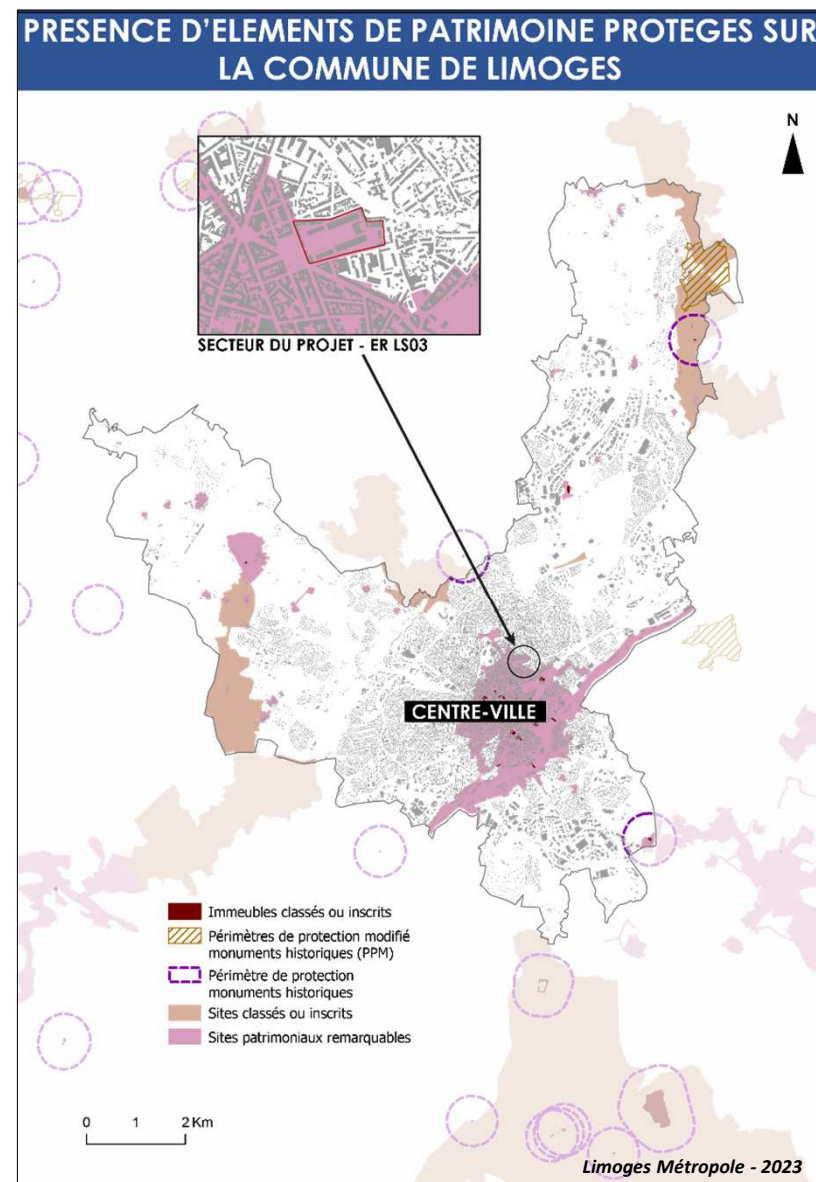 PRESENCE D’ELEMENTS DE PATRIMOINE PROTEGES SUR
LA COMMUNE DE LIMOGES
N
SECTEUR DU PROJET - ER LS03
CENTRE-VILLE
Immeubles classés ou inscrits
Périmètres de protection modifié
monuments historiques (PPM)
Périmètre de protection
monuments historiques
Sites classés ou inscrits
Sites patrimoniaux remarquables
0 1 2 Km
Limoges Métropole - 2023